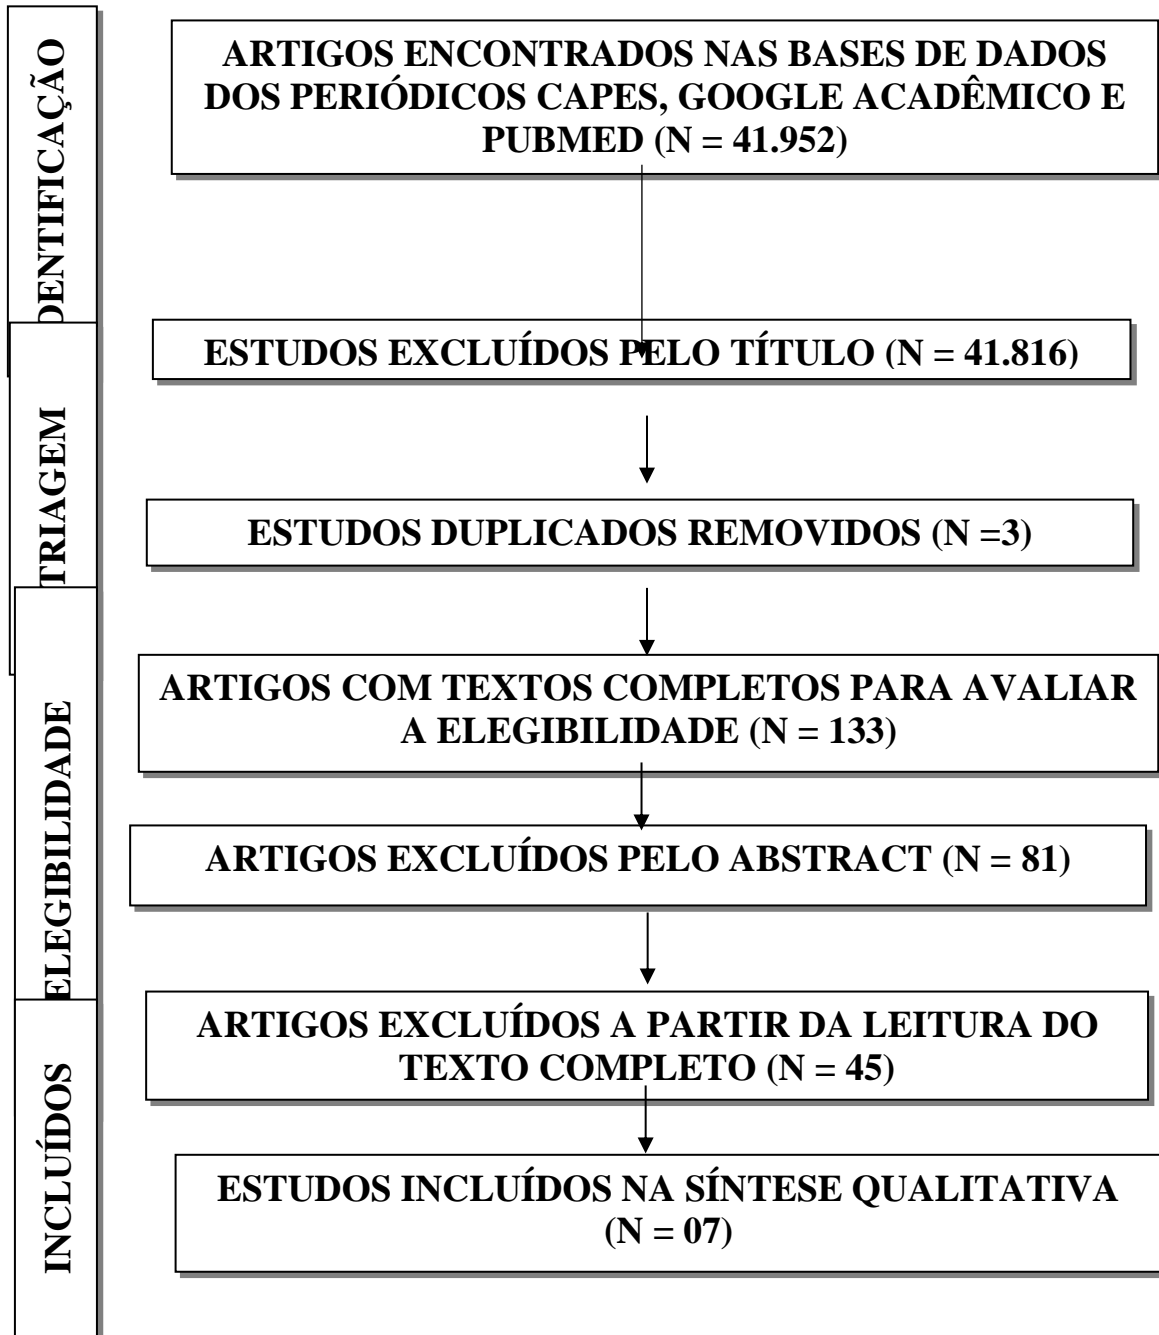 IDENTIFICAÇÃO
ARTIGOS ENCONTRADOS NAS BASES DE DADOS
DOS PERIÓDICOS CAPES, GOOGLE ACADÊMICO E
PUBMED (N = 41.952)
TRIAGEM
ESTUDOS EXCLUÍDOS PELO TÍTULO (N = 41.816)
ESTUDOS DUPLICADOS REMOVIDOS (N =3)
ELEGIBILIDADE
ARTIGOS COM TEXTOS COMPLETOS PARA AVALIAR
A ELEGIBILIDADE (N = 133)
ARTIGOS EXCLUÍDOS PELO ABSTRACT (N = 81)
ARTIGOS EXCLUÍDOS A PARTIR DA LEITURA DO
TEXTO COMPLETO (N = 45)
INCLUÍDOS
ESTUDOS INCLUÍDOS NA SÍNTESE QUALITATIVA
(N = 07)